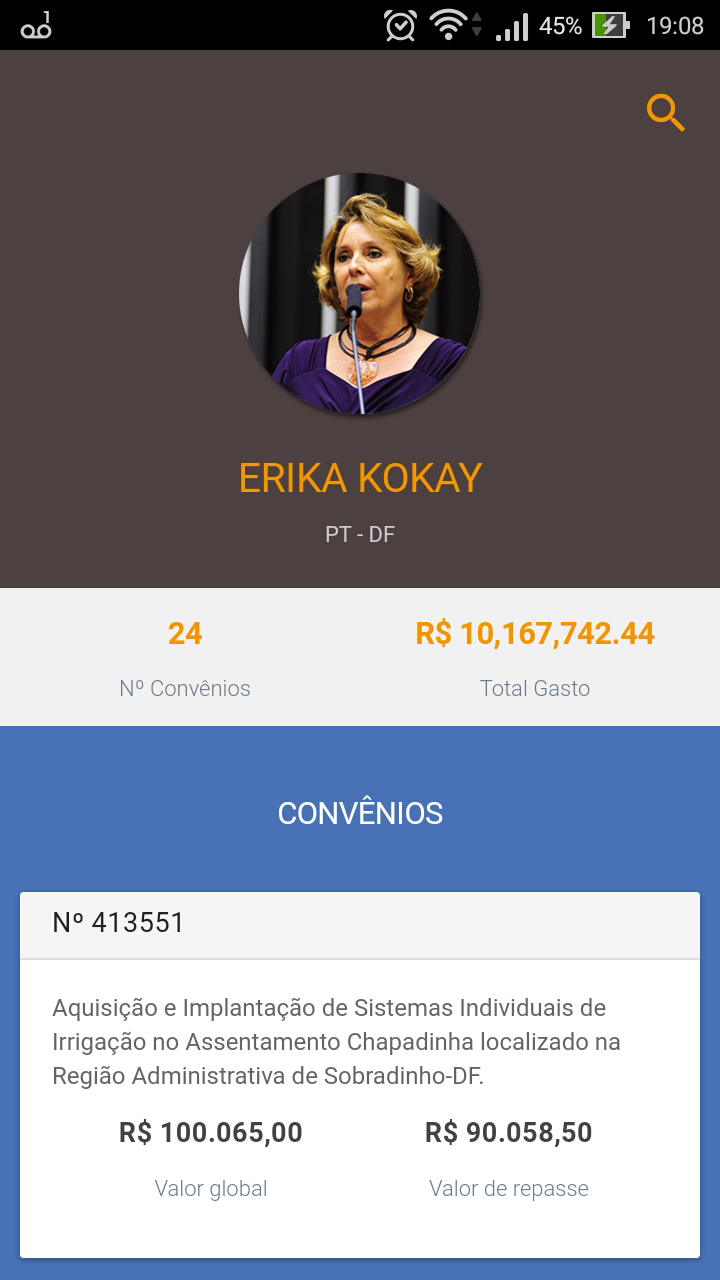 1
45%
19:08
ERIKA KOKAY
PT - DF
24
R$ 10,167,742.44
Nº Convênios
Total Gasto
CONVÊNIOS
Nº 413551
Aquisição e Implantação de Sistemas Individuais de
Irrigação no Assentamento Chapadinha localizado na
Região Administrativa de Sobradinho-DF.
R$ 100.065,00
R$ 90.058,50
Valor global
Valor de repasse